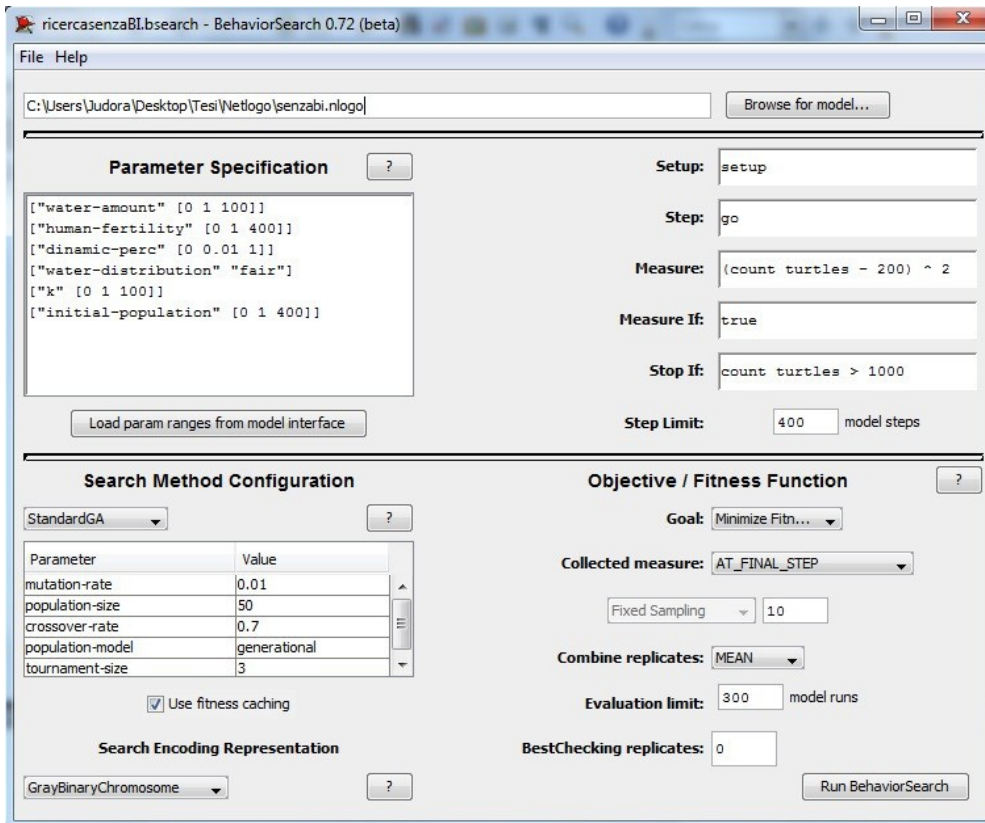 ricercasenzaBI.bsearch - BehaviorSearch 0.72 (beta)
File Help
C:\Users\Judora\Desktop\Tesi\Netlogo\senzabi.nlogo
Browse for model...
Parameter Specification
?
["water-amount" [0 1 100]]
["human-fertility" [0 1 400]]
["dinamic-perc" [0 0.01 1]]
["water-distribution" "fair"]
["k" [0 1 100]]
["initial-population" [0 1 400]]
Load param ranges from model interface
Setup: setup
Step: go
Measure: (count turtles - 200) ^ 2
Measure If: true
Stop If: count turtles > 1000
Step Limit: 400 model steps
Search Method Configuration
StandardGA
?
Parameter Value
mutation-rate 0.01
population-size 50
crossover-rate 0.7
population-model generational
tournament-size 3
Use fitness caching
Search Encoding Representation
GrayBinaryChromosome
?
Objective / Fitness Function
?
Goal: Minimize Fitn...
Collected measure: AT_FINAL_STEP
Fixed Sampling 10
Combine replicates: MEAN
Evaluation limit: 300 model runs
BestChecking replicates: 0
Run BehaviorSearch